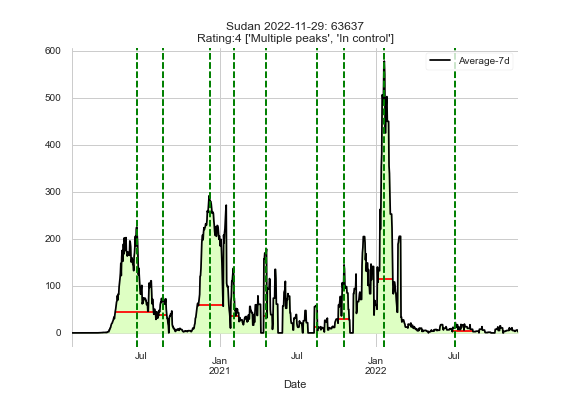 Sudan 2022-11-29: 63637
Rating:4 ['Multiple peaks', 'In control']
600
500
400
300
200
100
0
Average-7d
Jul
Jan
2021
Jul
Jan
2022
Jul
Date